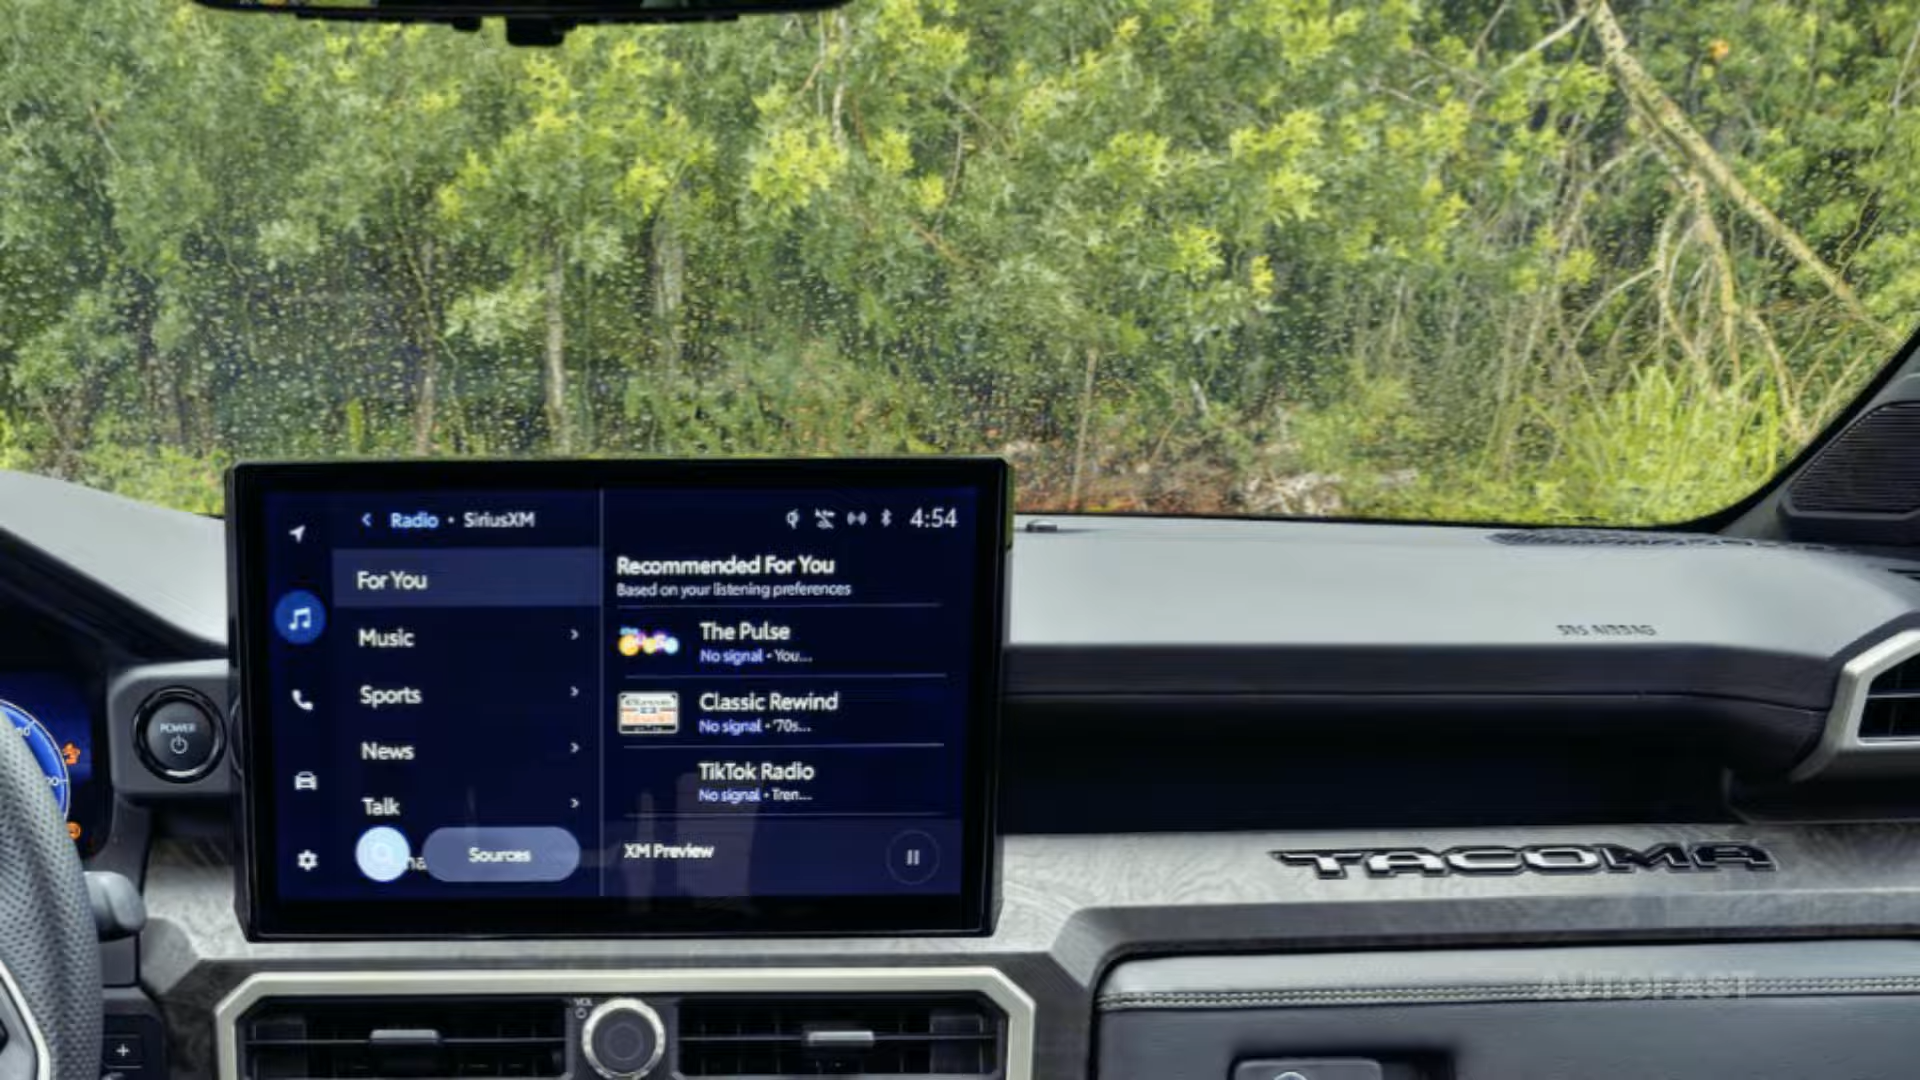 Radio • SiriusXM
4:54
For You
Music
Sports
News
Talk
Sources
Recommended For You
Based on your listening preferences
The Pulse
No signal • You...
Classic Rewind
No signal • '70s...
TikTok Radio
No signal • Tren...
XM Preview
POWER
TACOMA
SRS AIRBAG
VOL
AUTOFAST